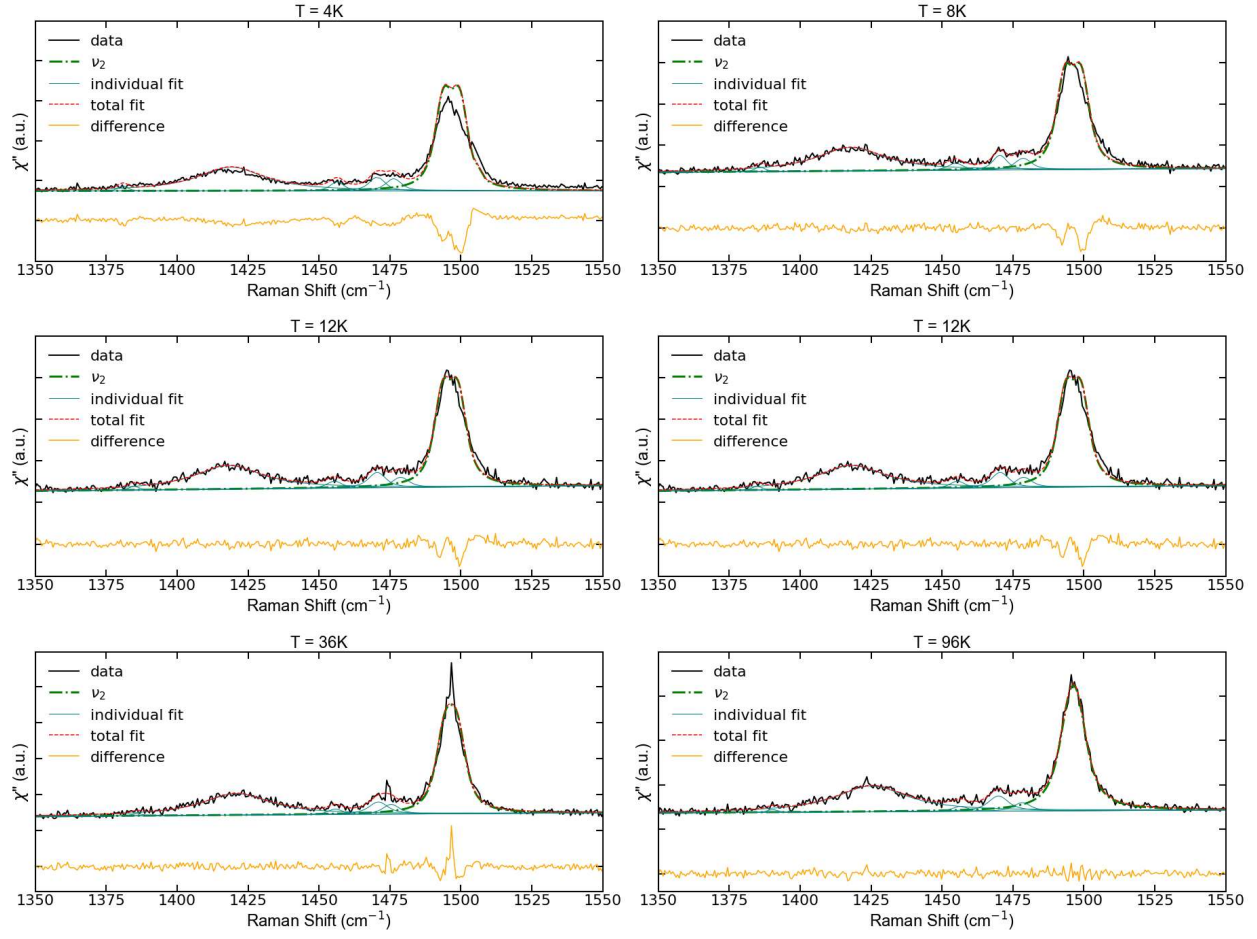 T = 4K
data
ν₂
individual fit
total fit
difference
χ'' (a.u.)
1350 1375 1400 1425 1450 1475 1500 1525 1550
Raman Shift (cm⁻¹)
T = 8K
data
ν₂
individual fit
total fit
difference
χ'' (a.u.)
1350 1375 1400 1425 1450 1475 1500 1525 1550
Raman Shift (cm⁻¹)
T = 12K
data
ν₂
individual fit
total fit
difference
χ'' (a.u.)
1350 1375 1400 1425 1450 1475 1500 1525 1550
Raman Shift (cm⁻¹)
T = 12K
data
ν₂
individual fit
total fit
difference
χ'' (a.u.)
1350 1375 1400 1425 1450 1475 1500 1525 1550
Raman Shift (cm⁻¹)
T = 36K
data
ν₂
individual fit
total fit
difference
χ'' (a.u.)
1350 1375 1400 1425 1450 1475 1500 1525 1550
Raman Shift (cm⁻¹)
T = 96K
data
ν₂
individual fit
total fit
difference
χ'' (a.u.)
1350 1375 1400 1425 1450 1475 1500 1525 1550
Raman Shift (cm⁻¹)